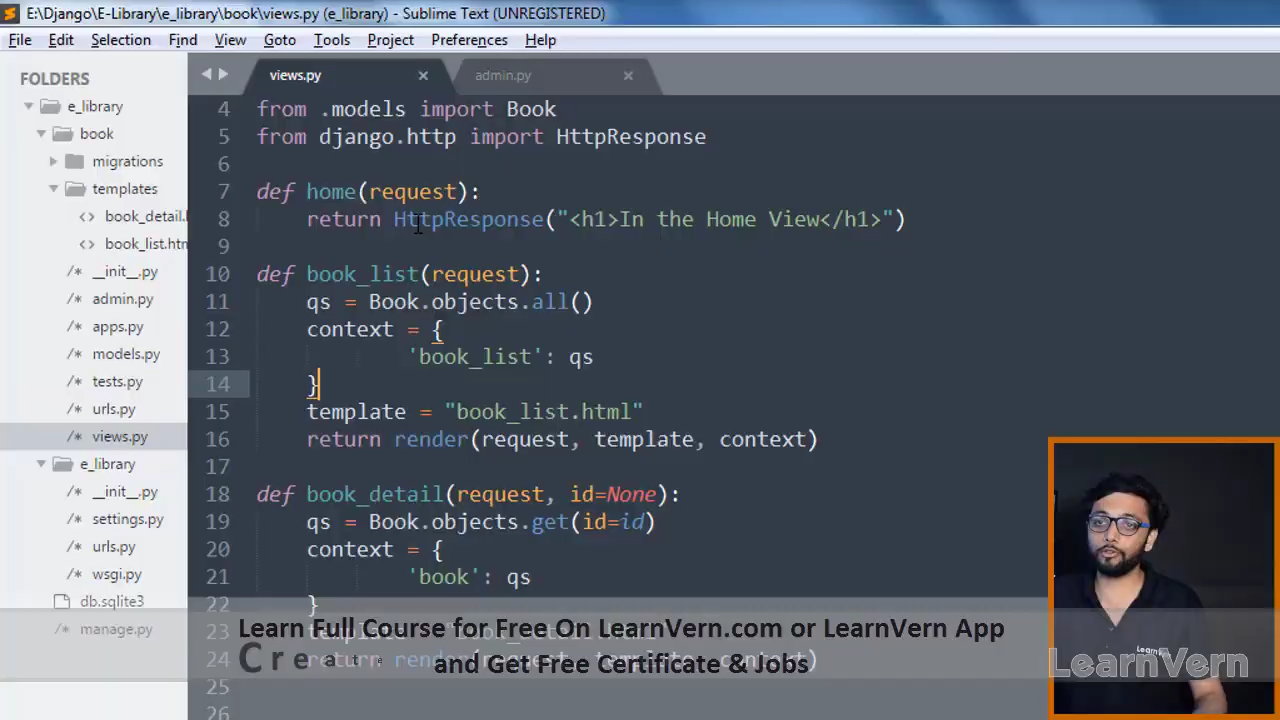 E:\Django\E-Library\e_library\book\views.py (e_library) - Sublime Text (UNREGISTERED)
File Edit Selection Find View Goto Tools Project Preferences Help
FOLDERS
e_library
book
migrations
templates
book_detail.
book_list.htm
__init__.py
admin.py
apps.py
models.py
tests.py
urls.py
views.py
e_library
__init__.py
settings.py
urls.py
wsgi.py
db.sqlite3
manage.py
views.py admin.py
4 from .models import Book
5 from django.http import HttpResponse
6
7 def home(request):
8 return HttpResponse("<h1>In the Home View</h1>")
9
10 def book_list(request):
11 qs = Book.objects.all()
12 context = {
13 'book_list': qs
14 }
15 template = "book_list.html"
16 return render(request, template, context)
17
18 def book_detail(request, id=None):
19 qs = Book.objects.get(id=id)
20 context = {
21 'book': qs
22 }
23
24 return render(request, template, context)
25
26
Learn Full Course for Free On LearnVern.com or LearnVern App
and Get Free Certificate & Jobs
Creat
LearnVern